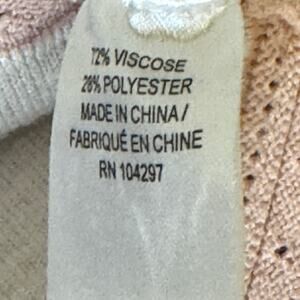 72% VISCOSE
28% POLYESTER
MADE IN CHINA/
FABRIQUÉ EN CHINE
RN 104297